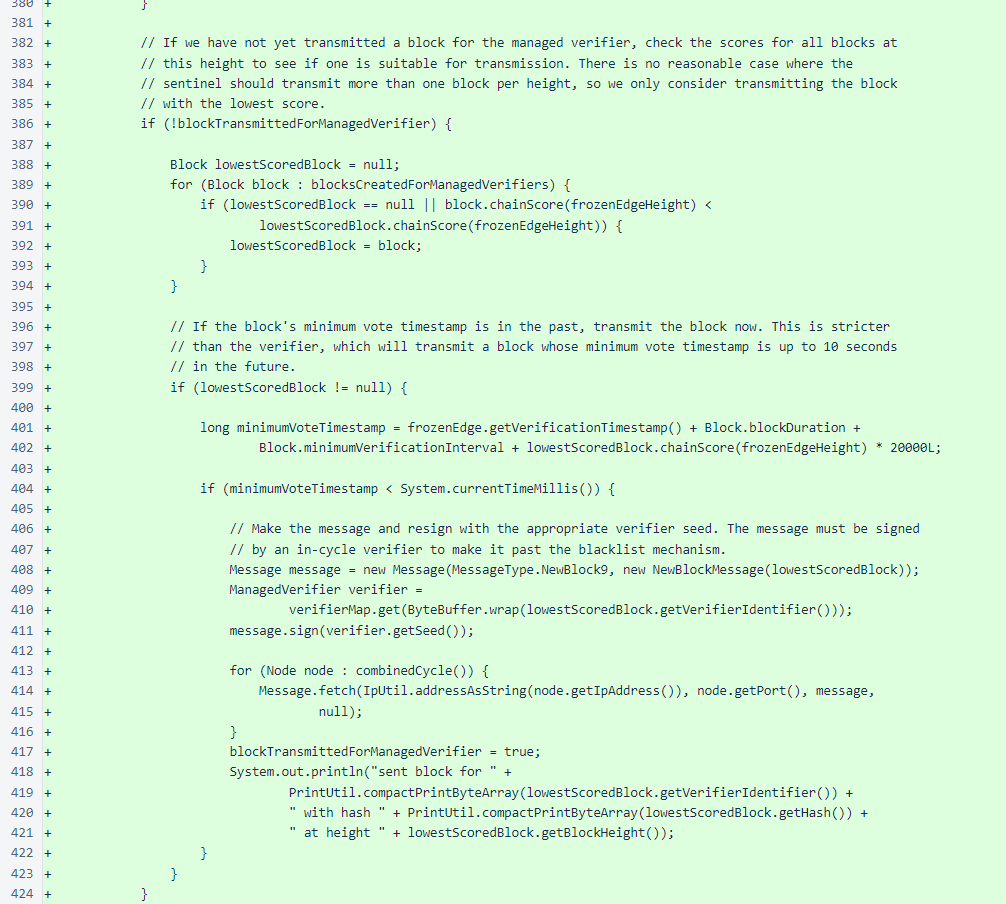 380 + }
381 +
382 + // If we have not yet transmitted a block for the managed verifier, check the scores for all blocks at
383 + // this height to see if one is suitable for transmission. There is no reasonable case where the
384 + // sentinel should transmit more than one block per height, so we only consider transmitting the block
385 + // with the lowest score.
386 + if (!blockTransmittedForManagedVerifier) {
387 +
388 + Block lowestScoredBlock = null;
389 + for (Block block : blocksCreatedForManagedVerifiers) {
390 + if (lowestScoredBlock == null || block.chainScore(frozenEdgeHeight) <
391 + lowestScoredBlock.chainScore(frozenEdgeHeight)) {
392 + lowestScoredBlock = block;
393 + }
394 + }
395 +
396 + // If the block's minimum vote timestamp is in the past, transmit the block now. This is stricter
397 + // than the verifier, which will transmit a block whose minimum vote timestamp is up to 10 seconds
398 + // in the future.
399 + if (lowestScoredBlock != null) {
400 +
401 + long minimumVoteTimestamp = frozenEdge.getVerificationTimestamp() + Block.blockDuration +
402 + Block.minimumVerificationInterval + lowestScoredBlock.chainScore(frozenEdgeHeight) * 20000L;
403 +
404 + if (minimumVoteTimestamp < System.currentTimeMillis()) {
405 +
406 + // Make the message and resign with the appropriate verifier seed. The message must be signed
407 + // by an in-cycle verifier to make it past the blacklist mechanism.
408 + Message message = new Message(MessageType.NewBlock9, new NewBlockMessage(lowestScoredBlock));
409 + ManagedVerifier verifier =
410 + verifierMap.get(ByteBuffer.wrap(lowestScoredBlock.getVerifierIdentifier()));
411 + message.sign(verifier.getSeed());
412 +
413 + for (Node node : combinedCycle()) {
414 + Message.fetch(IpUtil.addressAsString(node.getIpAddress()), node.getPort(), message,
415 + null);
416 + }
417 + blockTransmittedForManagedVerifier = true;
418 + System.out.println("sent block for " +
419 + PrintUtil.compactPrintByteArray(lowestScoredBlock.getVerifierIdentifier()) +
420 + " with hash " + PrintUtil.compactPrintByteArray(lowestScoredBlock.getHash()) +
421 + " at height " + lowestScoredBlock.getBlockHeight());
422 + }
423 + }
424 + }